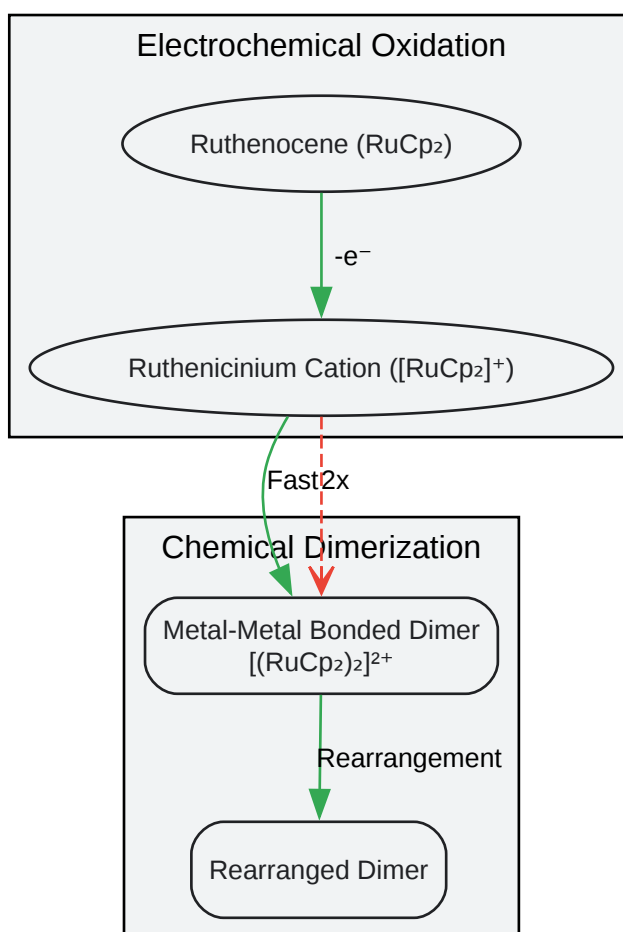 Electrochemical Oxidation
Ruthenocene (RuCp₂)
-e⁻
Ruthenicinium Cation ([RuCp₂]⁺)
Fast 2x
Chemical Dimerization
Metal-Metal Bonded Dimer
[(RuCp₂)₂]²⁺
Rearrangement
Rearranged Dimer